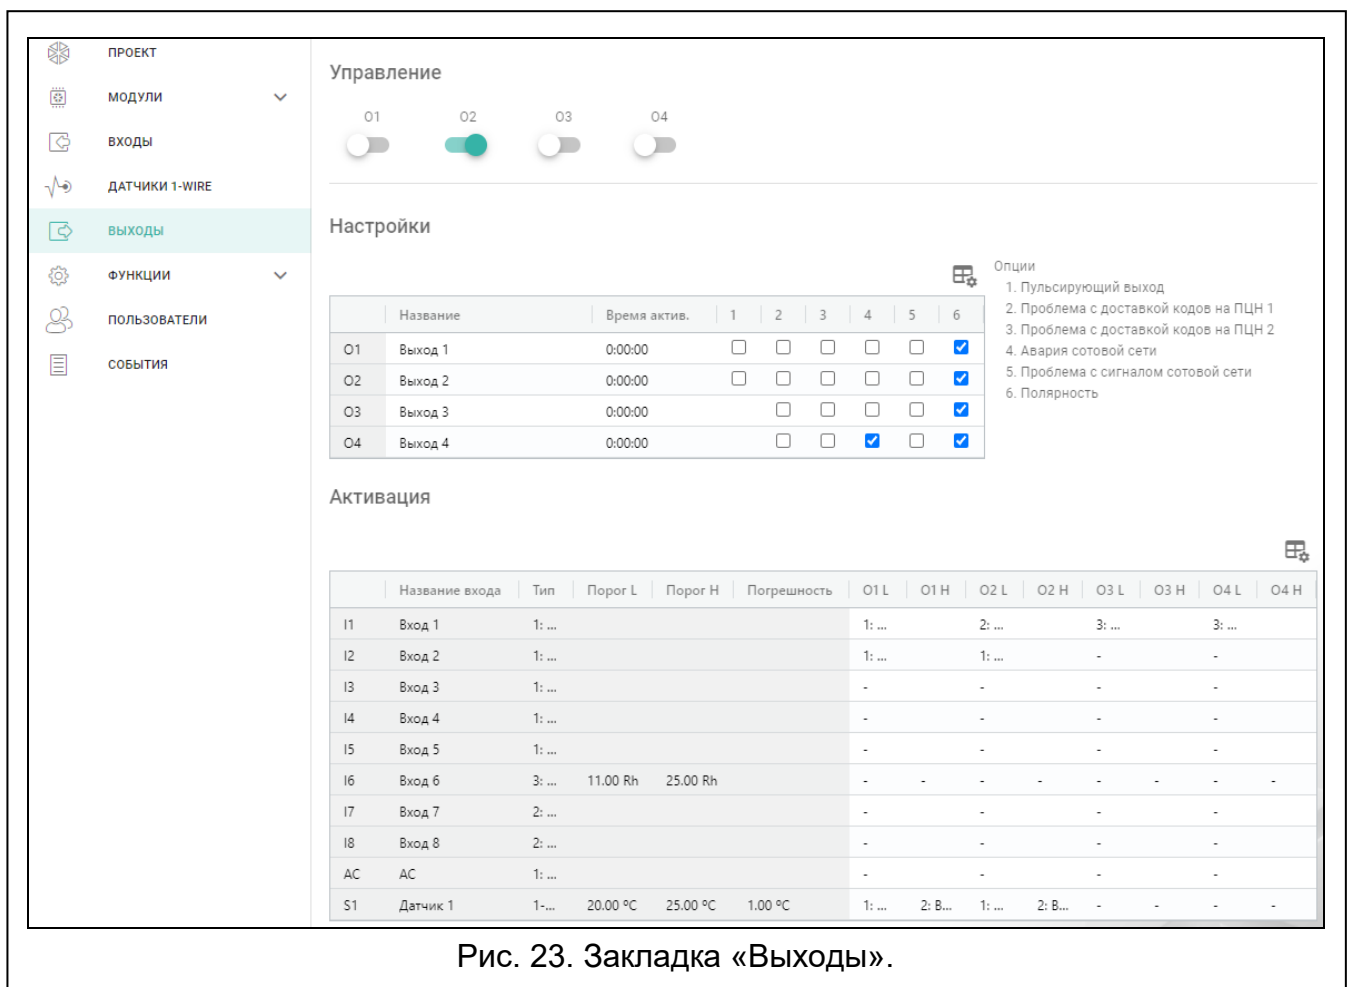 ПРОЕКТ
МОДУЛИ
ВХОДЫ
ДАТЧИКИ 1-WIRE
ВЫХОДЫ
ФУНКЦИИ
ПОЛЬЗОВАТЕЛИ
СОБЫТИЯ
Управление
O1 O2 O3 O4
Настройки
Название Время актив. 1 2 3 4 5 6
O1 Выход 1 0:00:00
O2 Выход 2 0:00:00
O3 Выход 3 0:00:00
O4 Выход 4 0:00:00
Опции
1. Пульсирующий выход
2. Проблема с доставкой кодов на ПЦН 1
3. Проблема с доставкой кодов на ПЦН 2
4. Авария сотовой сети
5. Проблема с сигналом сотовой сети
6. Полярность
Активация
Название входа Тип Порог L Порог H Погрешность O1 L O1 H O2 L O2 H O3 L O3 H O4 L O4 H
I1 Вход 1 1: ... 1: ... 2: ... 3: ... 3: ...
I2 Вход 2 1: ... 1: ... 1: ... - -
I3 Вход 3 1: ... - - - -
I4 Вход 4 1: ... - - - -
I5 Вход 5 1: ... - - - -
I6 Вход 6 3: ... 11.00 Rh 25.00 Rh - - - - - - - -
I7 Вход 7 2: ... - - - -
I8 Вход 8 2: ... - - - -
AC AC 1: ... - - - -
S1 Датчик 1 1-... 20.00 ºC 25.00 ºC 1.00 ºC 1: ... 2: В... 1: ... 2: В... - - - -
Рис. 23. Закладка «Выходы».